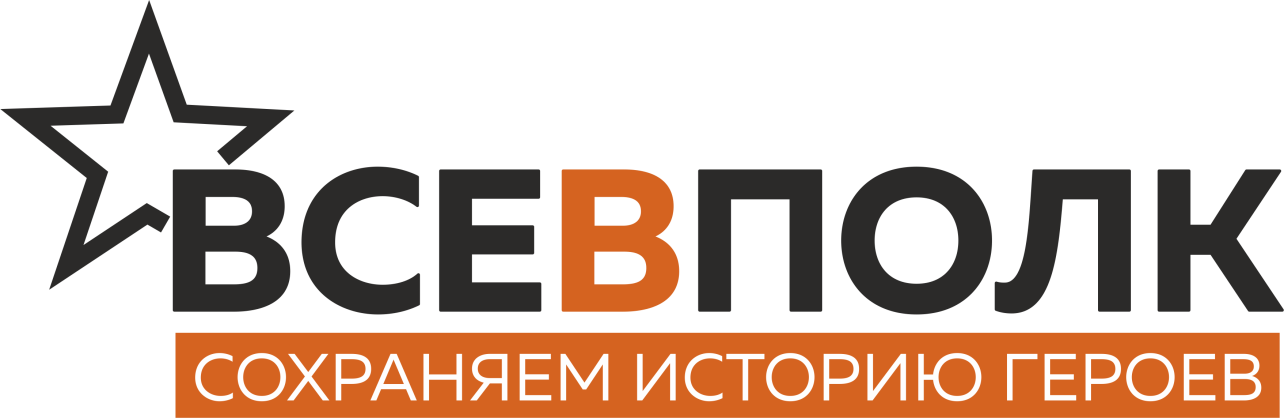 ВСЕВПОЛК
СОХРАНЯЕМ ИСТОРИЮ ГЕРОЕВ